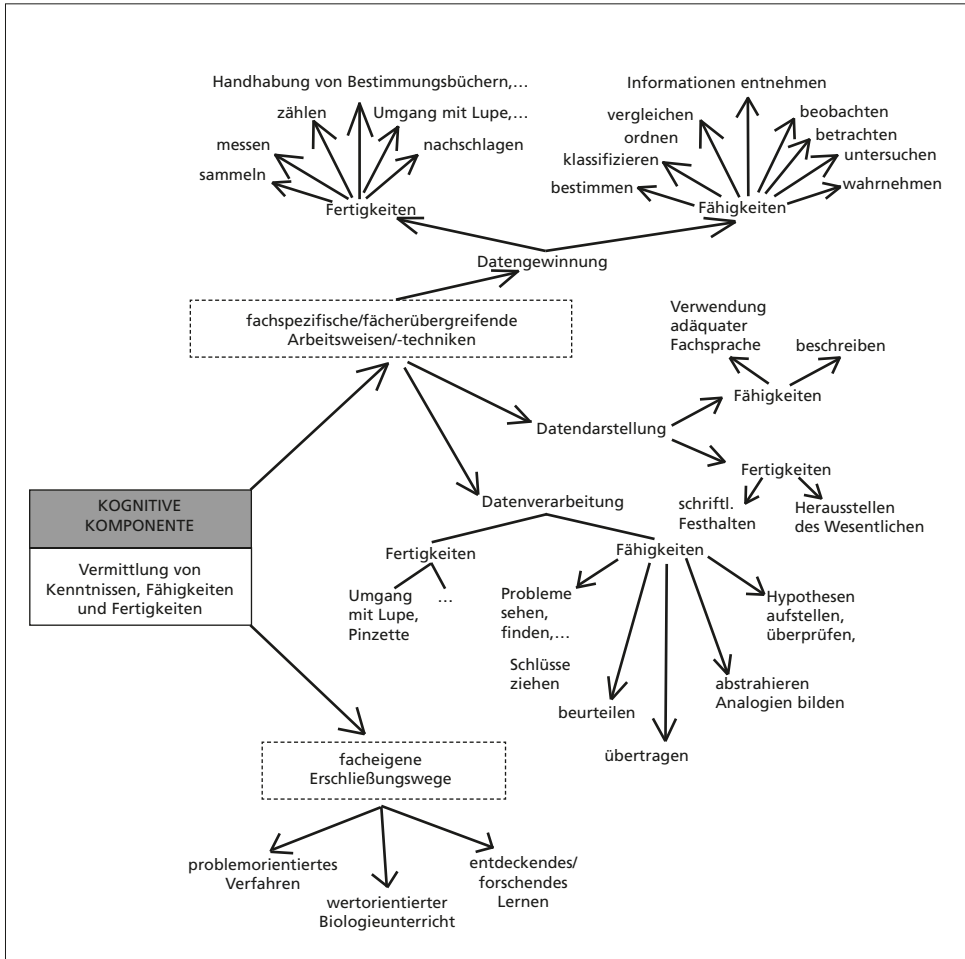 Handhabung von Bestimmungsbüchern,...
zählen
Umgang mit Lupe,...
messen
nachschlagen
sammeln
Fertigkeiten
Informationen entnehmen
vergleichen
ordnen
klassifizieren
bestimmen
beobachten
betrachten
untersuchen
wahrnehmen
Fähigkeiten
Datengewinnung
fachspezifische/fächerübergreifende
Arbeitsweisen/-techniken
Verwendung
adäquater
Fachsprache
beschreiben
Fähigkeiten
Datendarstellung
Fertigkeiten
schriftl.
Festhalten
Herausstellen
des Wesentlichen
KOGNITIVE
KOMPONENTE
Vermittlung von
Kenntnissen, Fähigkeiten
und Fertigkeiten
Datenverarbeitung
Fertigkeiten
Umgang
mit Lupe,
Pinzette
...
Fähigkeiten
Probleme
sehen,
finden,...
Schlüsse
ziehen
beurteilen
übertragen
abstrahieren
Analogien bilden
Hypothesen
aufstellen,
überprüfen,
facheigene
Erschließungswege
problemorientiertes
Verfahren
wertorientierter
Biologieunterricht
entdeckendes/
forschendes
Lernen